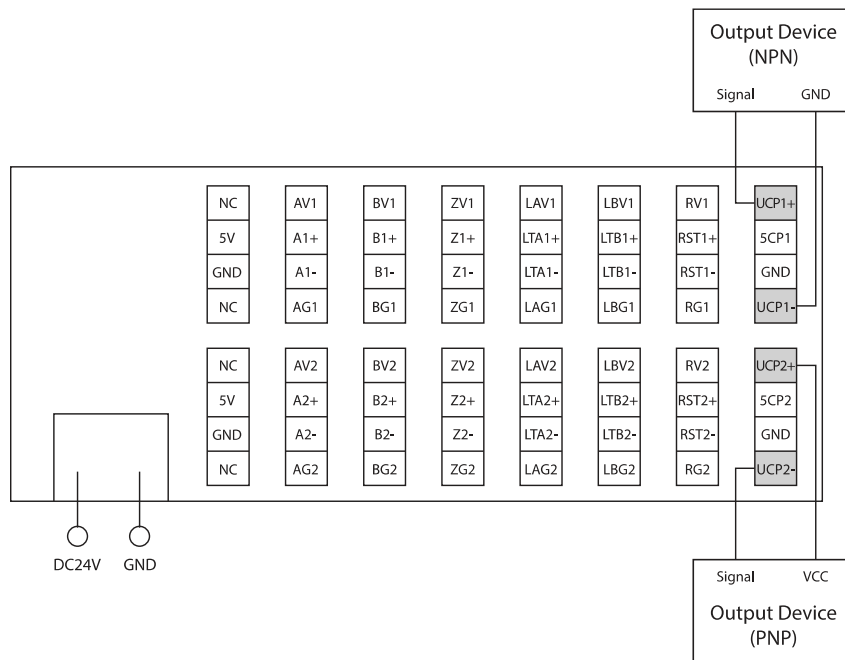 Output Device
(NPN)
Signal GND
NC AV1 BV1 ZV1 LAV1 LBV1 RV1 UCP1+
5V A1+ B1+ Z1+ LTA1+ LTB1+ RST1+ 5CP1
GND A1- B1- Z1- LTA1- LTB1- RST1- GND
NC AG1 BG1 ZG1 LAG1 LBG1 RG1 UCP1-
NC AV2 BV2 ZV2 LAV2 LBV2 RV2 UCP2+
5V A2+ B2+ Z2+ LTA2+ LTB2+ RST2+ 5CP2
GND A2- B2- Z2- LTA2- LTB2- RST2- GND
NC AG2 BG2 ZG2 LAG2 LBG2 RG2 UCP2-
DC24V GND
Signal VCC
Output Device
(PNP)